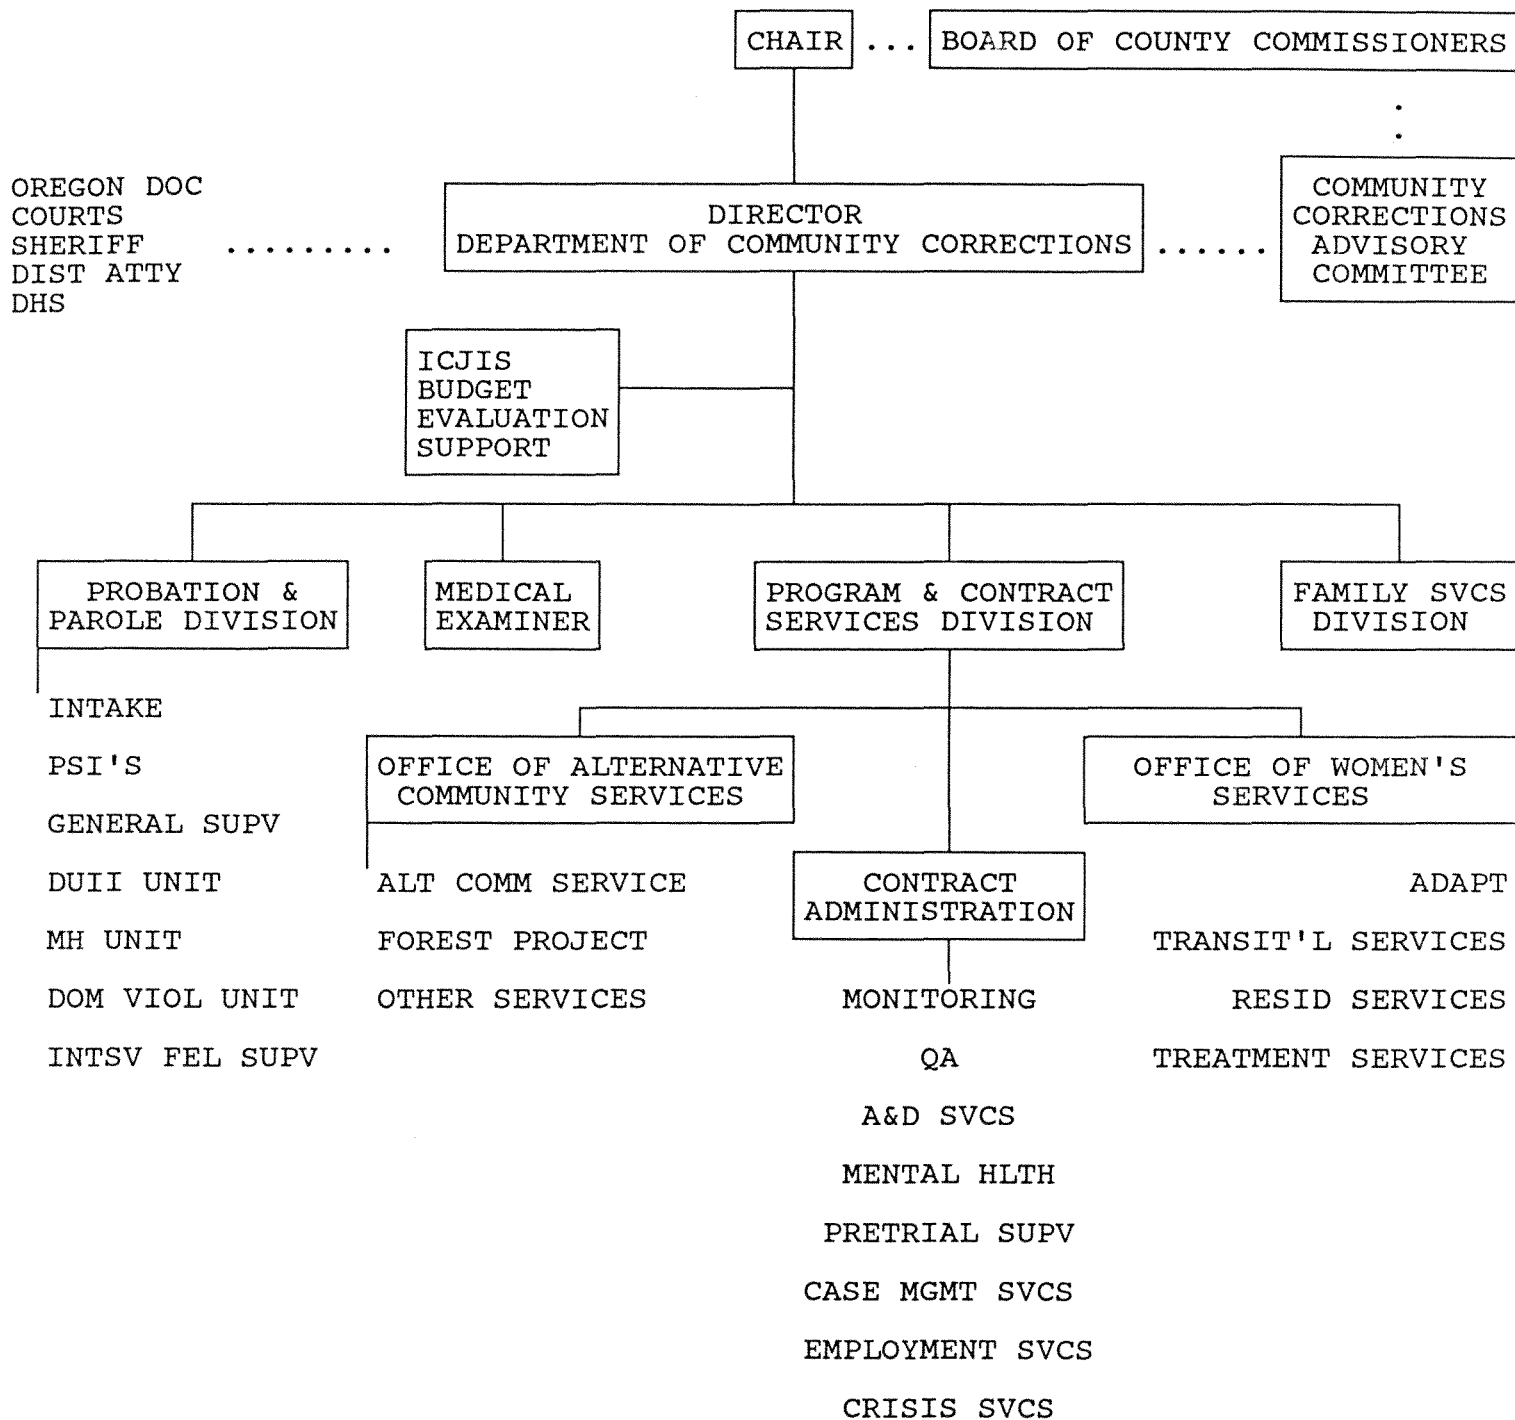 CHAIR ... BOARD OF COUNTY COMMISSIONERS
.
.
OREGON DOC
COURTS
SHERIFF .........
DIST ATTY
DHS
DIRECTOR
DEPARTMENT OF COMMUNITY CORRECTIONS ......
COMMUNITY
CORRECTIONS
ADVISORY
COMMITTEE
ICJIS
BUDGET
EVALUATION
SUPPORT
PROBATION &
PAROLE DIVISION
MEDICAL
EXAMINER
PROGRAM & CONTRACT
SERVICES DIVISION
FAMILY SVCS
DIVISION
INTAKE
PSI'S
GENERAL SUPV
DUII UNIT
MH UNIT
DOM VIOL UNIT
INTSV FEL SUPV
OFFICE OF ALTERNATIVE
COMMUNITY SERVICES
ALT COMM SERVICE
FOREST PROJECT
OTHER SERVICES
CONTRACT
ADMINISTRATION
MONITORING
QA
A&D SVCS
MENTAL HLTH
PRETRIAL SUPV
CASE MGMT SVCS
EMPLOYMENT SVCS
CRISIS SVCS
OFFICE OF WOMEN'S
SERVICES
ADAPT
TRANSIT'L SERVICES
RESID SERVICES
TREATMENT SERVICES